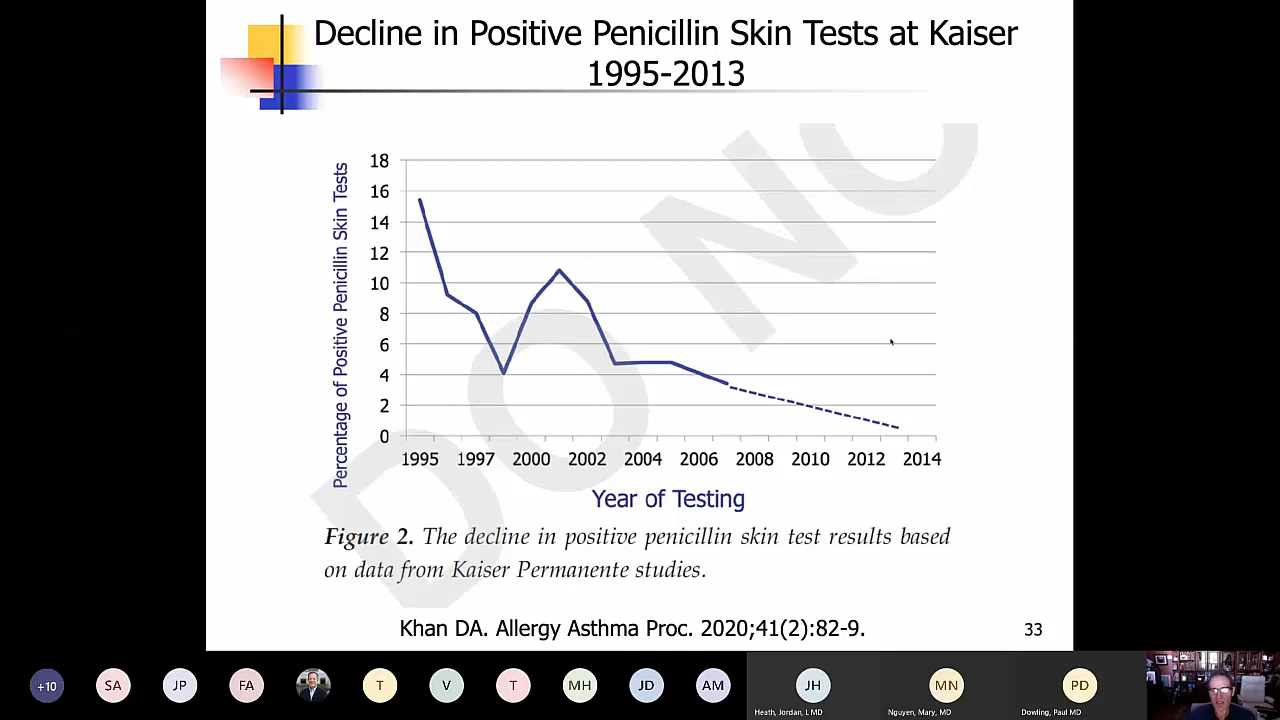 Decline in Positive Penicillin Skin Tests at Kaiser
1995-2013
DO NO
Percentage of Positive Penicillin Skin Tests
18
16
14
12
10
8
6
4
2
0
1995 1997 2000 2002 2004 2006 2008 2010 2012 2014
Year of Testing
Figure 2. The decline in positive penicillin skin test results based
on data from Kaiser Permanente studies.
Khan DA. Allergy Asthma Proc. 2020;41(2):82-9.
33
+10 SA JP FA T V T MH JD AM JH MN PD
Heath, Jordan, L MD Nguyen, Mary, MD Dowling, Paul MD